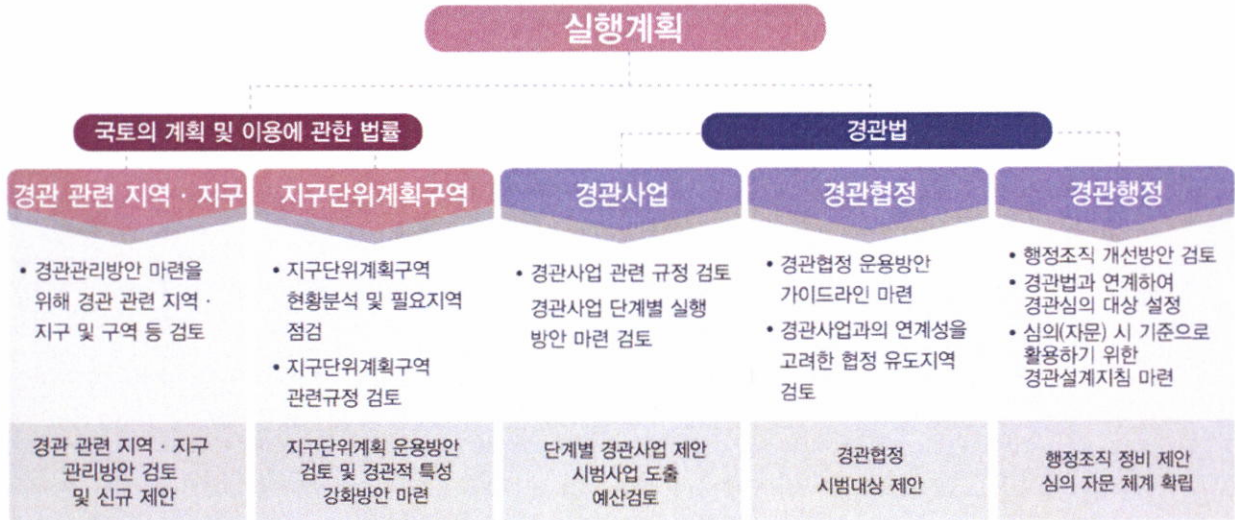 실행계획
국토의 계획 및 이용에 관한 법률
경관법
경관 관련 지역 · 지구
지구단위계획구역
경관사업
경관협정
경관행정
• 경관관리방안 마련을
위해 경관 관련 지역 ·
지구 및 구역 등 검토
• 지구단위계획구역
현황분석 및 필요지역
점검
• 지구단위계획구역
관련규정 검토
• 경관사업 관련 규정 검토
경관사업 단계별 실행
방안 마련 검토
• 경관협정 운용방안
가이드라인 마련
• 경관사업과의 연계성을
고려한 협정 유도지역
검토
• 행정조직 개선방안 검토
• 경관법과 연계하여
경관심의 대상 설정
• 심의(자문) 시 기준으로
활용하기 위한
경관설계지침 마련
경관 관련 지역 · 지구
관리방안 검토
및 신규 제안
지구단위계획 운용방안
검토 및 경관적 특성
강화방안 마련
단계별 경관사업 제안
시범사업 도출
예산검토
경관협정
시범대상 제안
행정조직 정비 제안
심의 자문 체계 확립